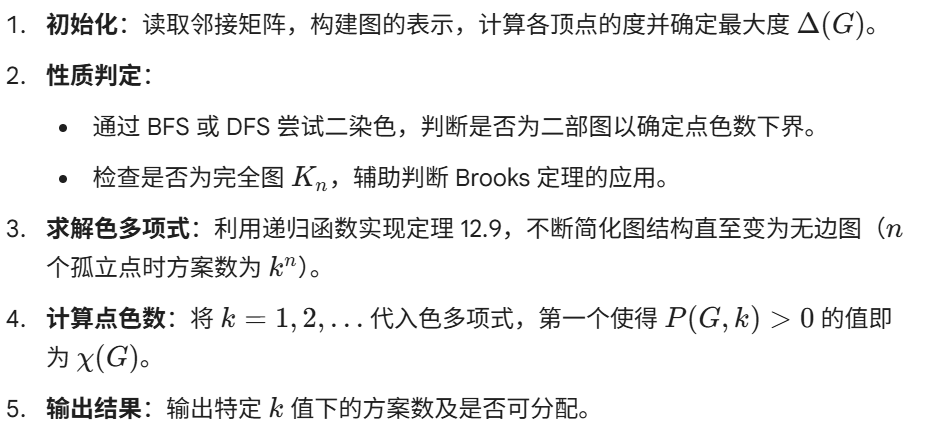 1. 初始化：读取邻接矩阵，构建图的表示，计算各顶点的度并确定最大度 Δ(G)。
2. 性质判定：
• 通过 BFS 或 DFS 尝试二染色，判断是否为二部图以确定点色数下界。
• 检查是否为完全图 Kₙ，辅助判断 Brooks 定理的应用。
3. 求解色多项式：利用递归函数实现定理 12.9，不断简化图结构直至变为无边图（n
个孤立点时方案数为 kⁿ）。
4. 计算点色数：将 k = 1, 2, … 代入色多项式，第一个使得 P(G, k) > 0 的值即
为 χ(G)。
5. 输出结果：输出特定 k 值下的方案数及是否可分配。